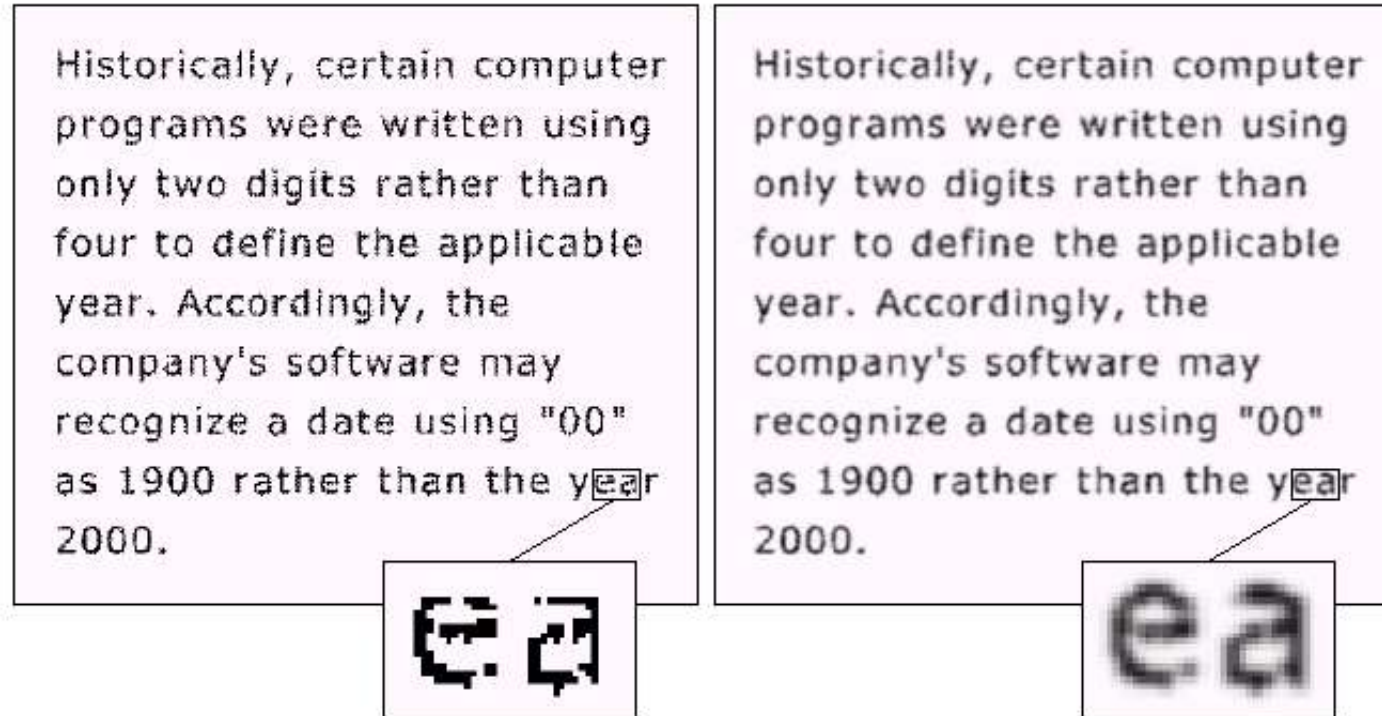 Historically, certain computer
programs were written using
only two digits rather than
four to define the applicable
year. Accordingly, the
company's software may
recognize a date using "00"
as 1900 rather than the year
2000.
ea
Historically, certain computer
programs were written using
only two digits rather than
four to define the applicable
year. Accordingly, the
company's software may
recognize a date using "00"
as 1900 rather than the year
2000.
ea